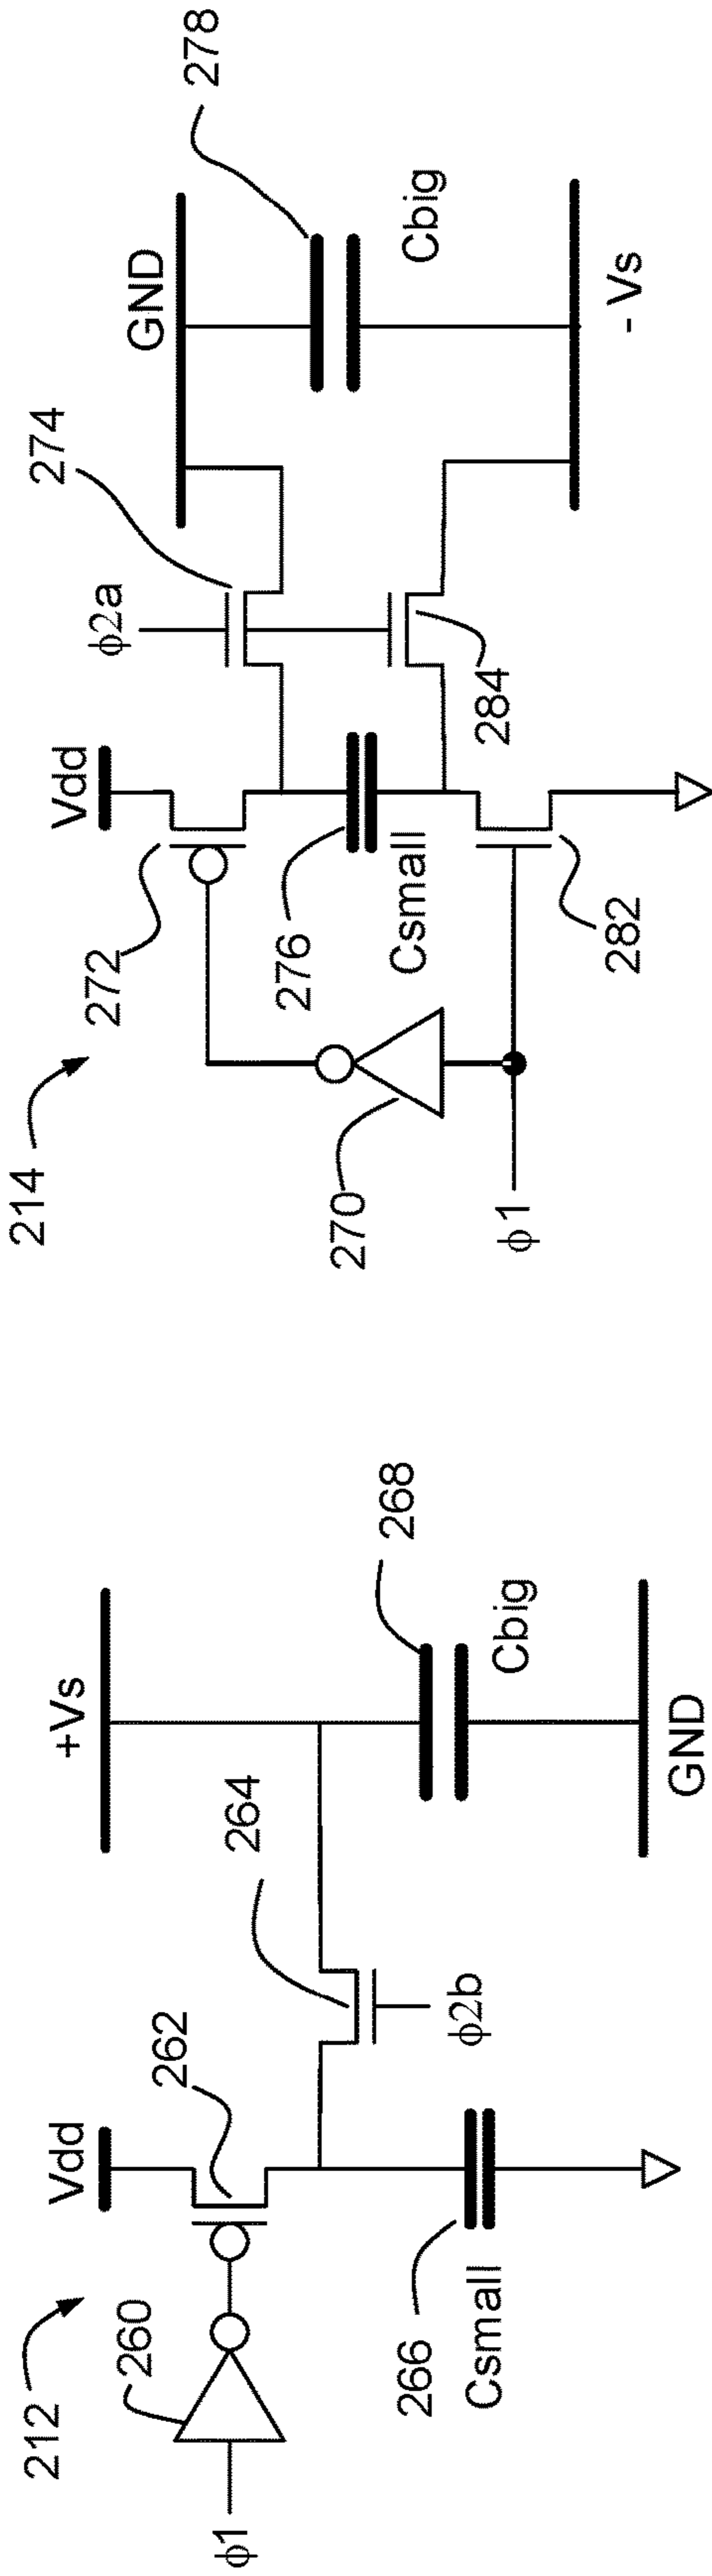 212
ϕ1
260
Vdd
262
266
Csmall
264
ϕ2b
+Vs
268
Cbig
GND
214
ϕ1
270
272
Vdd
276
Csmall
282
ϕ2a
274
284
GND
278
Cbig
- Vs